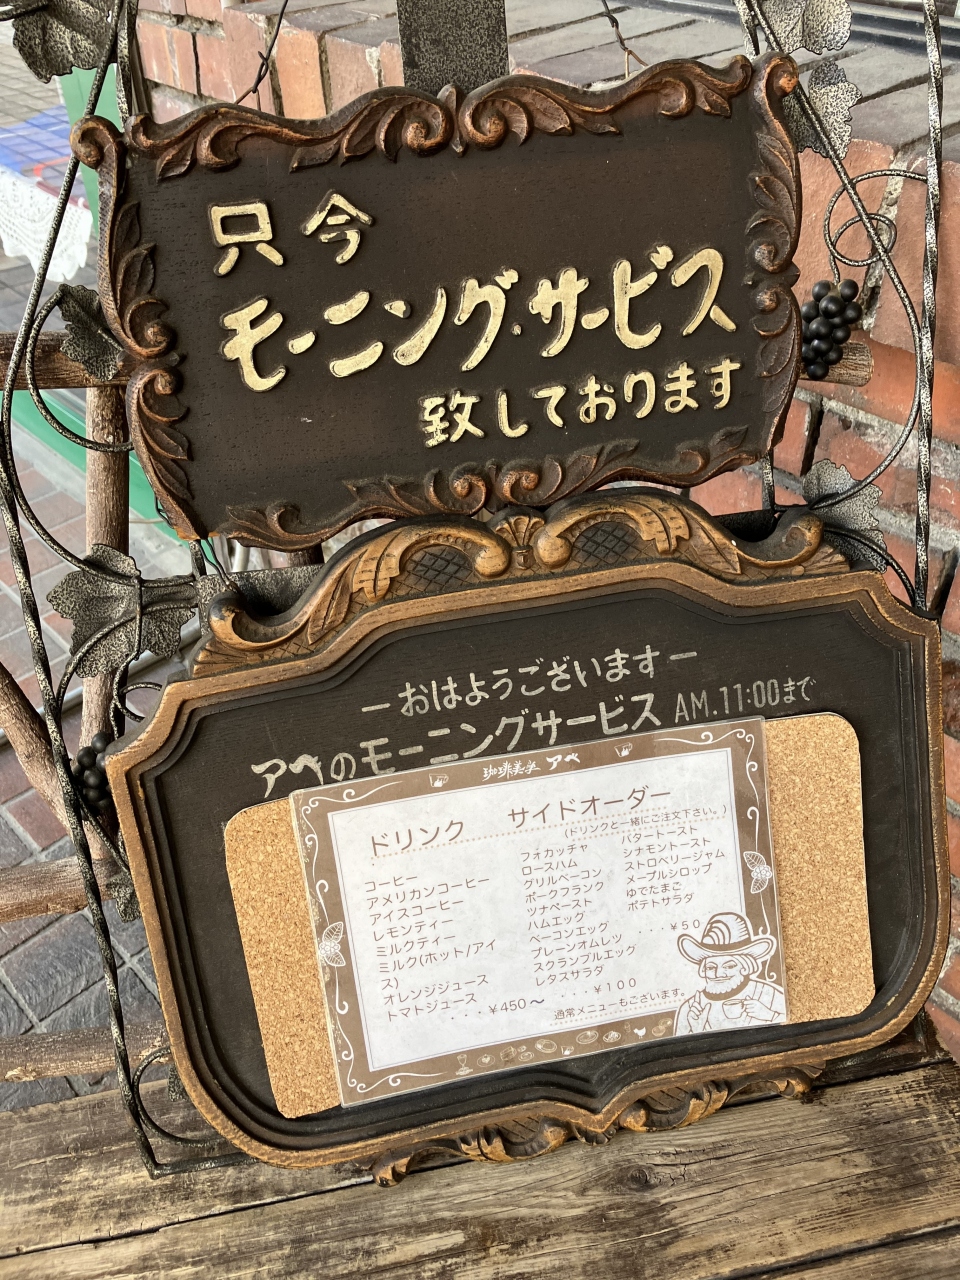 只今
モーニング・サービス
致しております
ーおはようございますー
アベのモーニングサービス AM.11:00まで
珈琲美学 アベ
ドリンク
コーヒー
アメリカンコーヒー
アイスコーヒー
レモンティー
ミルクティー
ミルク(ホット/アイ
ス)
オレンジジュース
トマトジュース
・・・¥450〜
サイドオーダー
(ドリンクと一緒にご注文下さい。)
フォカッチャ
ロースハム
グリルベーコン
ポークフランク
ツナペースト
ハムエッグ
ベーコンエッグ
プレーンオムレツ
スクランブルエッグ
レタスサラダ
・・・¥100
バタートースト
シナモントースト
ストロベリージャム
メープルシロップ
ゆでたまご
ポテトサラダ
・・・¥50
通常メニューもございます。